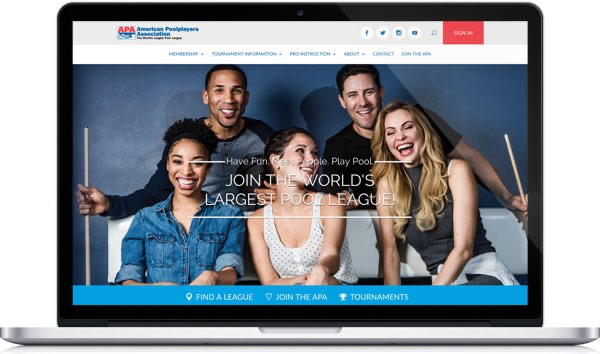 APA American Poolplayers
Association
The World's Largest Pool League
SIGN IN
MEMBERSHIP TOURNAMENT INFORMATION PRO INSTRUCTION ABOUT CONTACT JOIN THE APA
Have Fun. Meet People. Play Pool.
JOIN THE WORLD'S
LARGEST POOL LEAGUE!
FIND A LEAGUE JOIN THE APA TOURNAMENTS